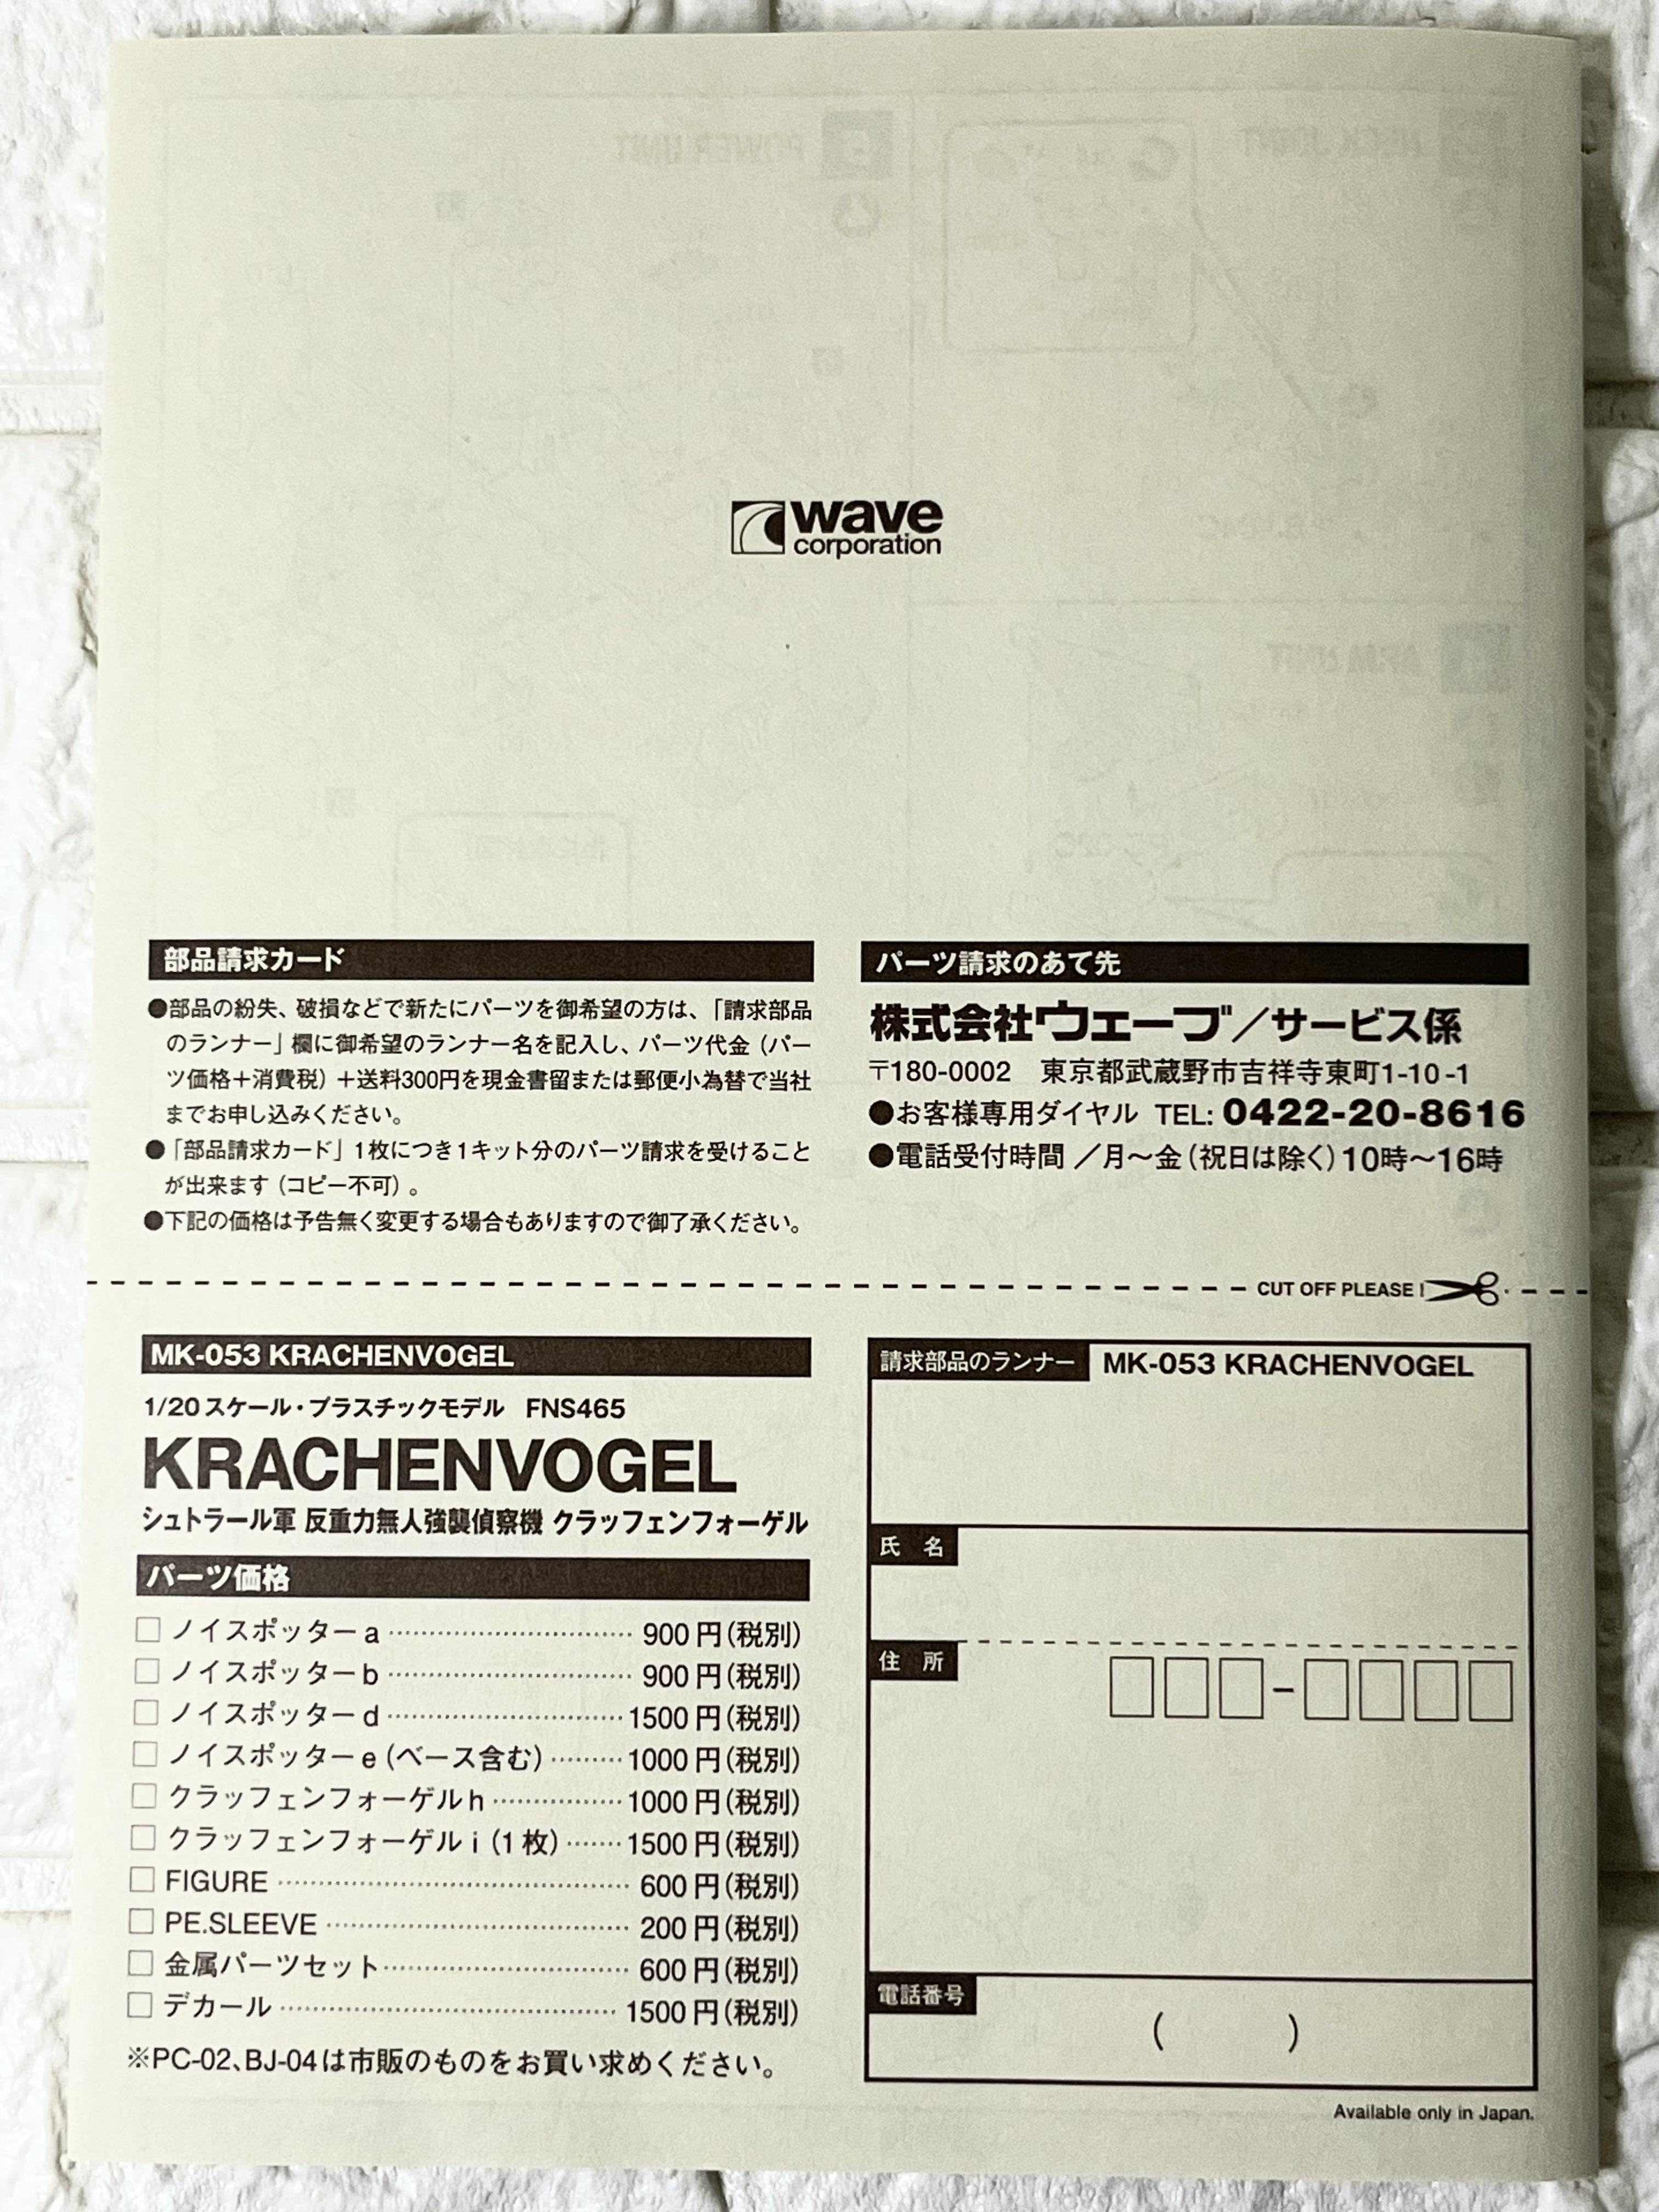 wave
corporation
部品請求カード
●部品の紛失、破損などで新たにパーツを御希望の方は、「請求部品
のランナー」欄に御希望のランナー名を記入し、パーツ代金（パー
ツ価格＋消費税）＋送料300円を現金書留または郵便小為替で当社
までお申し込みください。
●「部品請求カード」1枚につき1キット分のパーツ請求を受けること
が出来ます（コピー不可）。
●下記の価格は予告無く変更する場合もありますので御了承ください。
パーツ請求のあて先
株式会社ウェーブ／サービス係
〒180-0002　東京都武蔵野市吉祥寺東町1-10-1
●お客様専用ダイヤル TEL: 0422-20-8616
●電話受付時間／月～金（祝日は除く）10時～16時
CUT OFF PLEASE !
MK-053 KRACHENVOGEL
1/20スケール・プラスチックモデル FNS465
KRACHENVOGEL
シュトラール軍 反重力無人強襲偵察機 クラッフェンフォーゲル
パーツ価格
□ ノイスポッターa ……… 900円（税別）
□ ノイスポッターb ……… 900円（税別）
□ ノイスポッターd ……… 1500円（税別）
□ ノイスポッターe（ベース含む）……… 1000円（税別）
□ クラッフェンフォーゲルh ……… 1000円（税別）
□ クラッフェンフォーゲルi（1枚）……… 1500円（税別）
□ FIGURE ……… 600円（税別）
□ PE.SLEEVE ……… 200円（税別）
□ 金属パーツセット ……… 600円（税別）
□ デカール ……… 1500円（税別）
※PC-02、BJ-04は市販のものをお買い求めください。
請求部品のランナー MK-053 KRACHENVOGEL
氏　名
住　所
□□□-□□□□
電話番号
（　　）
Available only in Japan.
POWER UNIT
NECK JOINT
ARM UNIT